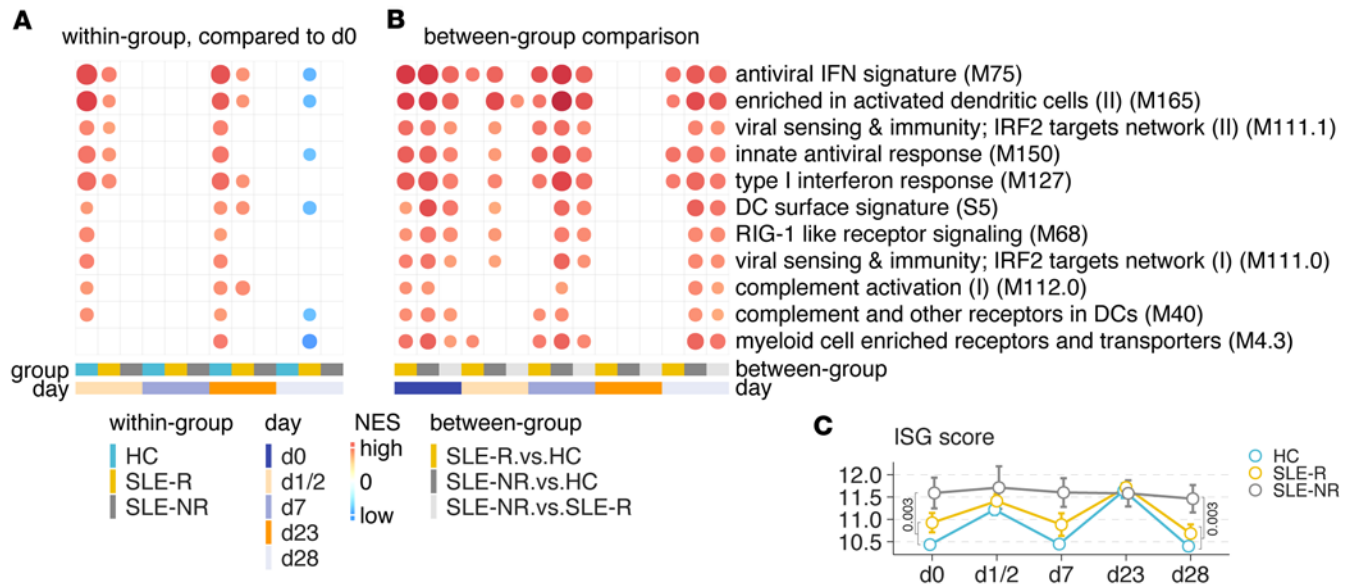 A
within-group, compared to d0
B
between-group comparison
antiviral IFN signature (M75)
enriched in activated dendritic cells (II) (M165)
viral sensing & immunity; IRF2 targets network (II) (M111.1)
innate antiviral response (M150)
type I interferon response (M127)
DC surface signature (S5)
RIG-1 like receptor signaling (M68)
viral sensing & immunity; IRF2 targets network (I) (M111.0)
complement activation (I) (M112.0)
complement and other receptors in DCs (M40)
myeloid cell enriched receptors and transporters (M4.3)
group
between-group
day
day
within-group
HC
SLE-R
SLE-NR
day
d0
d1/2
d7
d23
d28
NES
high
0
low
between-group
SLE-R.vs.HC
SLE-NR.vs.HC
SLE-NR.vs.SLE-R
C
ISG score
12.0
11.5
11.0
10.5
0.003
0.003
d0 d1/2 d7 d23 d28
HC
SLE-R
SLE-NR